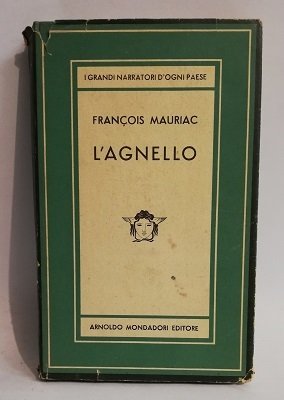 I GRANDI NARRATORI D'OGNI PAESE
FRANÇOIS MAURIAC
L'AGNELLO
ARNOLDO MONDADORI EDITORE